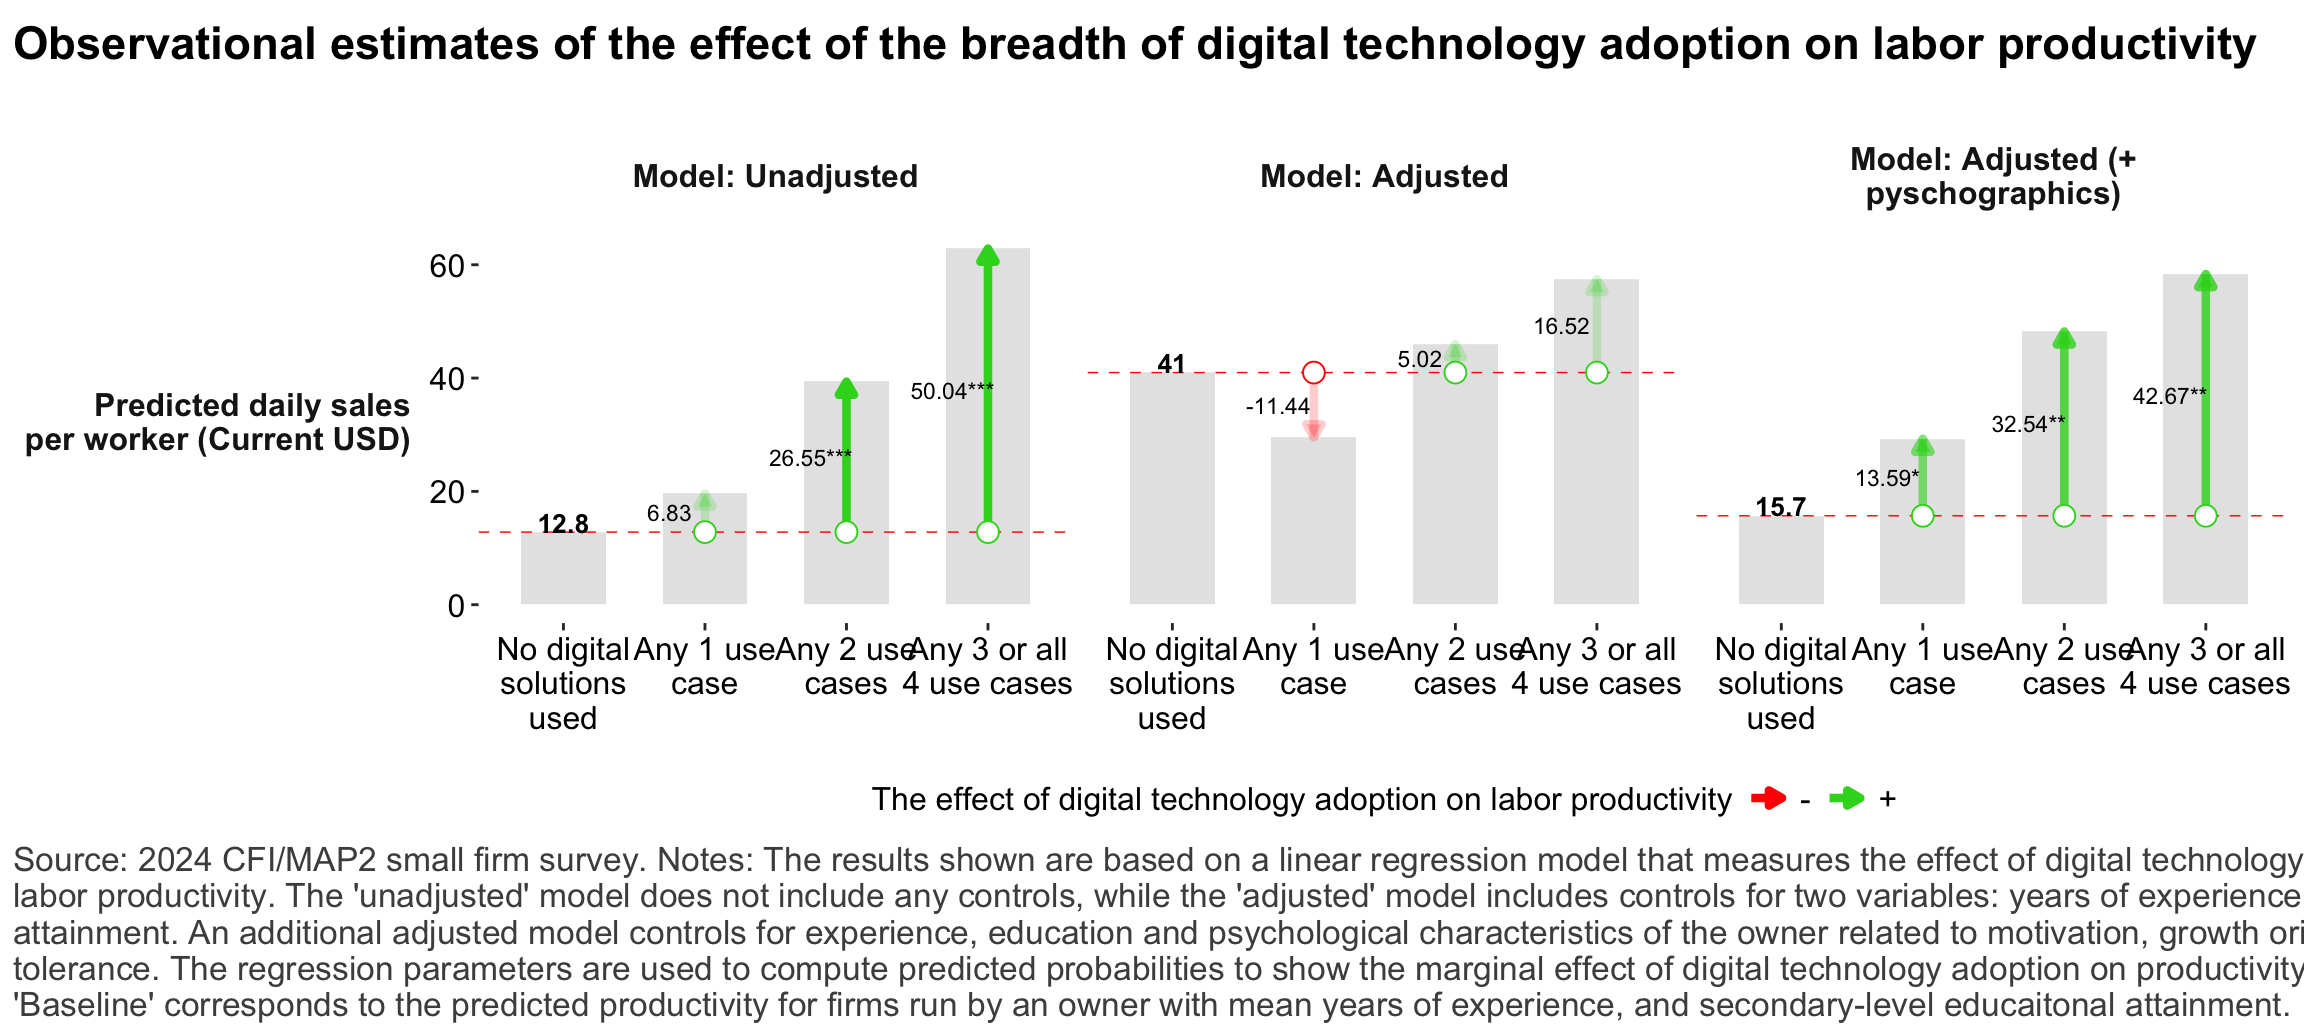 Observational estimates of the effect of the breadth of digital technology adoption on labor productivity
Model: Unadjusted
Model: Adjusted
Model: Adjusted (+
pyschographics)
Predicted daily sales
per worker (Current USD)
60
40
20
0
12.8
6.83
26.55***
50.04***
41
-11.44
5.02
16.52
15.7
13.59*
32.54**
42.67**
No digital
solutions
used
Any 1 use
case
Any 2 use
cases
Any 3 or all
4 use cases
No digital
solutions
used
Any 1 use
case
Any 2 use
cases
Any 3 or all
4 use cases
No digital
solutions
used
Any 1 use
case
Any 2 use
cases
Any 3 or all
4 use cases
The effect of digital technology adoption on labor productivity - +
Source: 2024 CFI/MAP2 small firm survey. Notes: The results shown are based on a linear regression model that measures the effect of digital technology
labor productivity. The 'unadjusted' model does not include any controls, while the 'adjusted' model includes controls for two variables: years of experience
attainment. An additional adjusted model controls for experience, education and psychological characteristics of the owner related to motivation, growth ori
tolerance. The regression parameters are used to compute predicted probabilities to show the marginal effect of digital technology adoption on productivity
'Baseline' corresponds to the predicted productivity for firms run by an owner with mean years of experience, and secondary-level educaitonal attainment.